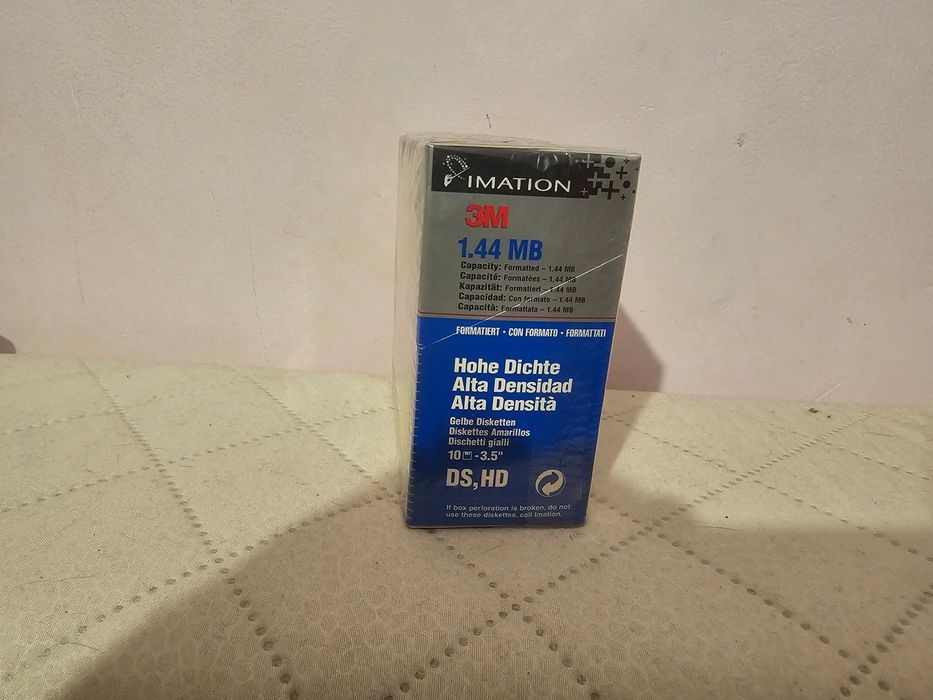 IMATION
3M
1.44 MB
Capacity: Formatted – 1.44 MB
Capacité: Formatées – 1.44 MB
Kapazität: Formatiert – 1.44 MB
Capacidad: Con formato – 1.44 MB
Capacità: Formattata – 1.44 MB
FORMATIERT • CON FORMATO • FORMATTATI
Hohe Dichte
Alta Densidad
Alta Densità
Gelbe Disketten
Diskettes Amarillos
Dischetti gialli
10 - 3.5"
DS, HD
If box perforation is broken, do not
use these diskettes, call Imation.